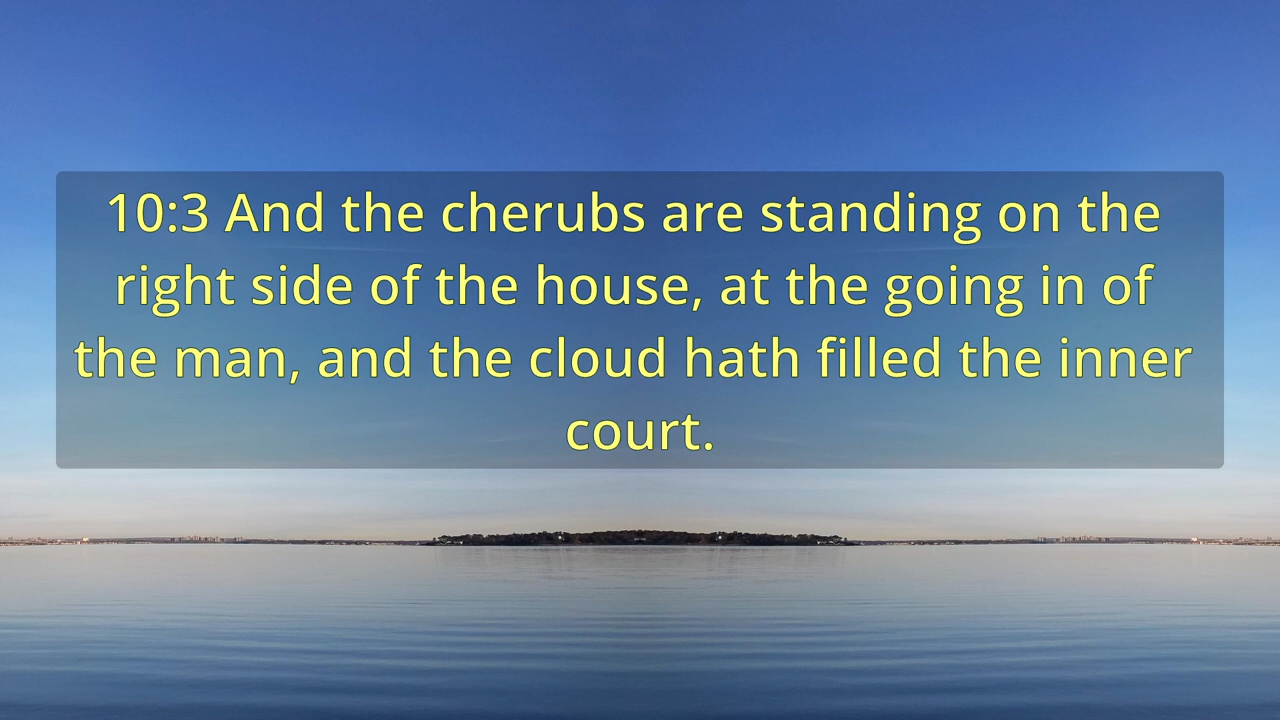 10:3 And the cherubs are standing on the
right side of the house, at the going in of
the man, and the cloud hath filled the inner
court.